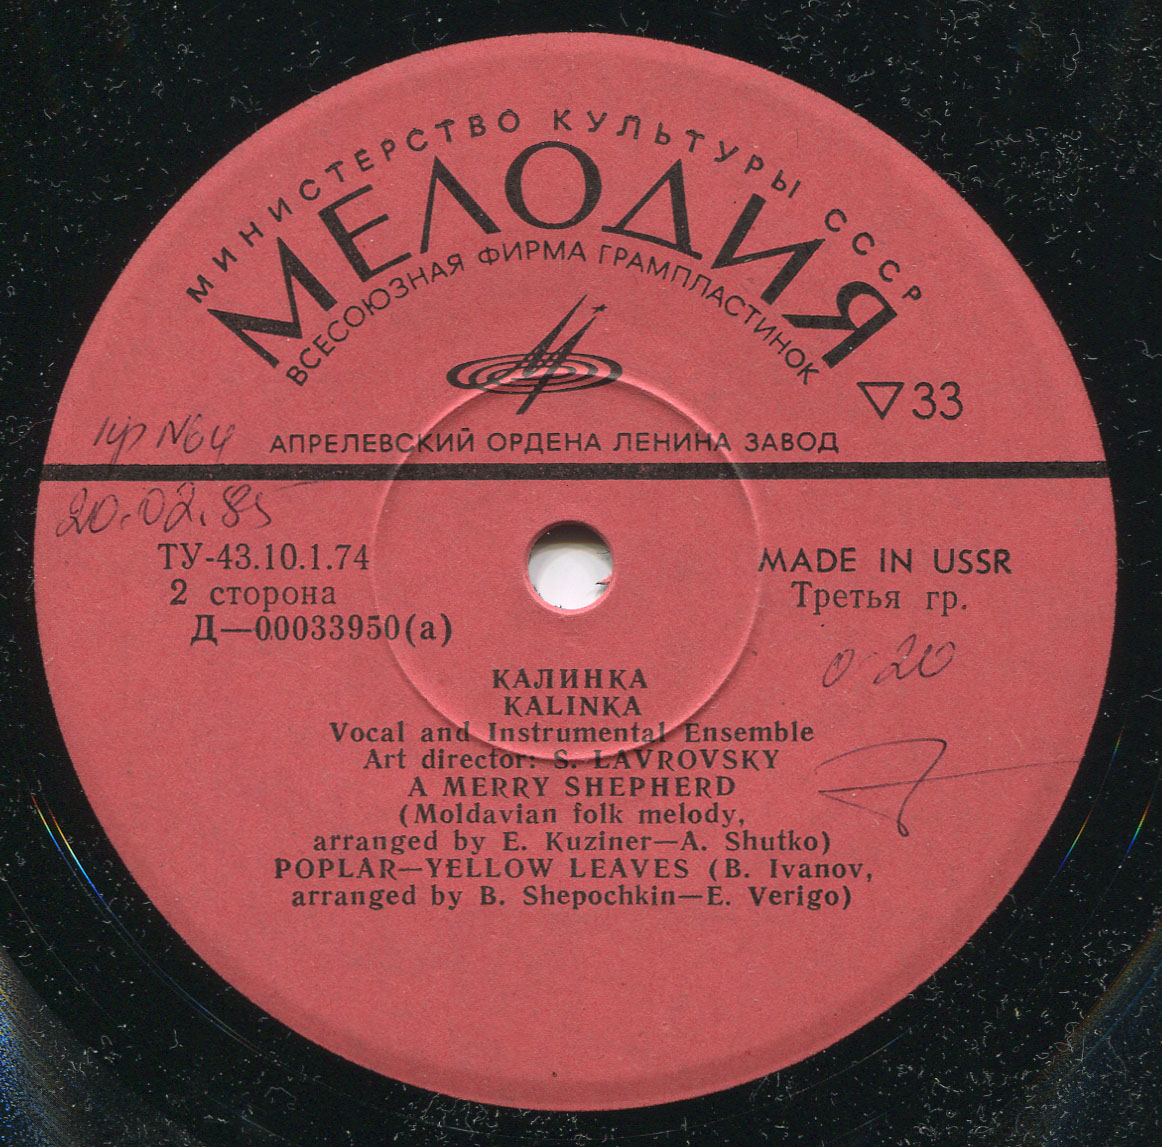 МИНИСТЕРСТВО КУЛЬТУРЫ СССР
МЕЛОДИЯ
ВСЕСОЮЗНАЯ ФИРМА ГРАМПЛАСТИНОК
▽33
№64
АПРЕЛЕВСКИЙ ОРДЕНА ЛЕНИНА ЗАВОД
20.02.85
ТУ-43.10.1.74
2 сторона
Д—00033950(а)
MADE IN USSR
Третья гр.
0-20
КАЛИНКА
KALINKA
Vocal and Instrumental Ensemble
Art director: S. LAVROVSKY
A MERRY SHEPHERD
(Moldavian folk melody,
arranged by E. Kuziner—A. Shutko)
POPLAR—YELLOW LEAVES (B. Ivanov,
arranged by B. Shepochkin—E. Verigo)